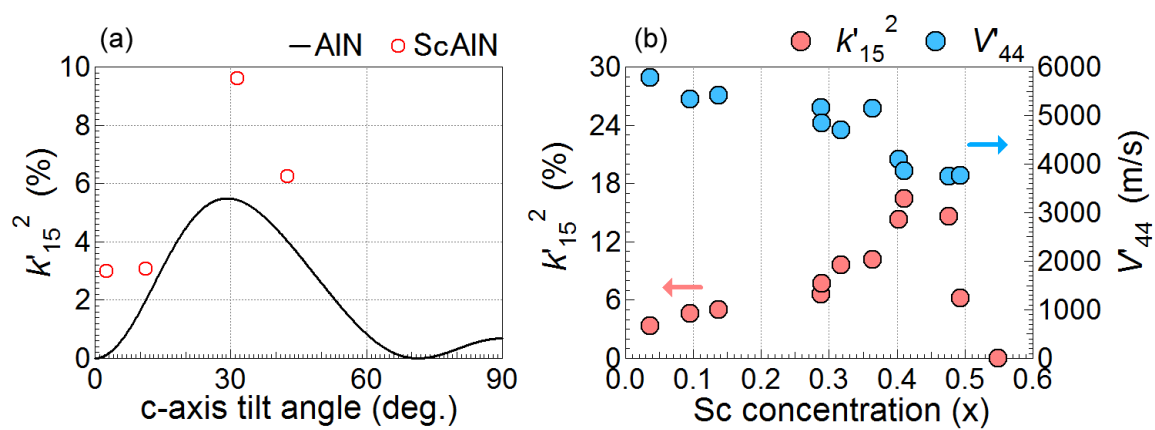 (a)
AlN ScAlN
10
8
6
4
2
0
k'₁₅² (%)
0 30 60 90
c-axis tilt angle (deg.)
(b)
k'₁₅² V'₄₄
30
24
18
12
6
0
k'₁₅² (%)
6000
5000
4000
3000
2000
1000
0
V'₄₄ (m/s)
0.0 0.1 0.2 0.3 0.4 0.5 0.6
Sc concentration (x)